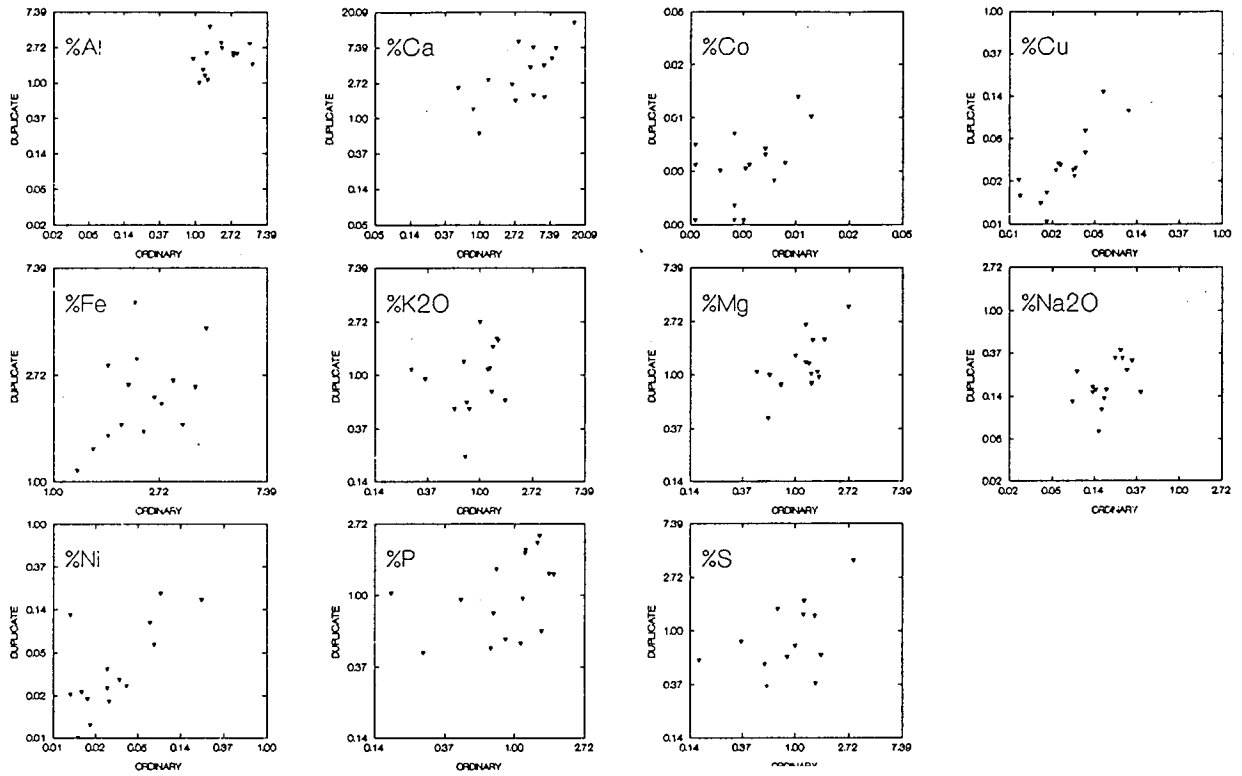 %Al
DUPLICATE
7.39
2.72
1.00
0.37
0.14
0.05
0.02
0.02 0.05 0.14 0.37 1.00 2.72 7.39
ORDINARY
%Ca
DUPLICATE
20.09
7.39
2.72
1.00
0.37
0.14
0.05
0.05 0.14 0.37 1.00 2.72 7.39 20.09
ORDINARY
%Co
DUPLICATE
0.05
0.02
0.01
0.00
0.00
0.00 0.00 0.01 0.02 0.05
ORDINARY
%Cu
DUPLICATE
1.00
0.37
0.14
0.05
0.02
0.01
0.01 0.02 0.05 0.14 0.37 1.00
ORDINARY
%Fe
DUPLICATE
7.39
2.72
1.00
1.00 2.72 7.39
ORDINARY
%K2O
DUPLICATE
7.39
2.72
1.00
0.37
0.14
0.14 0.37 1.00 2.72 7.39
ORDINARY
%Mg
DUPLICATE
7.39
2.72
1.00
0.37
0.14
0.14 0.37 1.00 2.72 7.39
ORDINARY
%Na2O
DUPLICATE
2.72
1.00
0.37
0.14
0.05
0.02
0.02 0.05 0.14 0.37 1.00 2.72
ORDINARY
%Ni
DUPLICATE
1.00
0.37
0.14
0.05
0.02
0.01
0.01 0.02 0.05 0.14 0.37 1.00
ORDINARY
%P
DUPLICATE
2.72
1.00
0.37
0.14
0.14 0.37 1.00 2.72
ORDINARY
%S
DUPLICATE
7.39
2.72
1.00
0.37
0.14
0.14 0.37 1.00 2.72 7.39
ORDINARY